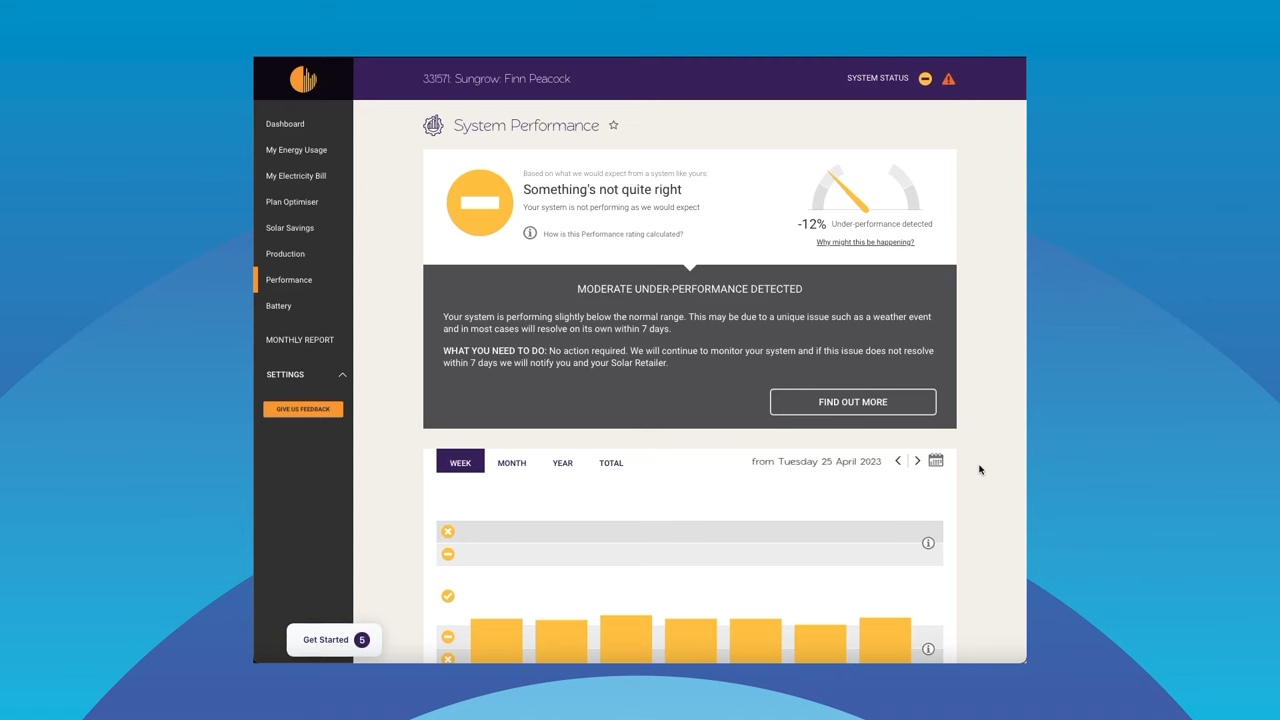 331571: Sungrow: Finn Peacock
SYSTEM STATUS
Dashboard
My Energy Usage
My Electricity Bill
Plan Optimiser
Solar Savings
Production
Performance
Battery
MONTHLY REPORT
SETTINGS
GIVE US FEEDBACK
Get Started 5
System Performance
Based on what we would expect from a system like yours:
Something's not quite right
Your system is not performing as we would expect
How is this Performance rating calculated?
-12% Under-performance detected
Why might this be happening?
MODERATE UNDER-PERFORMANCE DETECTED
Your system is performing slightly below the normal range. This may be due to a unique issue such as a weather event
and in most cases will resolve on its own within 7 days.
WHAT YOU NEED TO DO: No action required. We will continue to monitor your system and if this issue does not resolve
within 7 days we will notify you and your Solar Retailer.
FIND OUT MORE
WEEK MONTH YEAR TOTAL
from Tuesday 25 April 2023